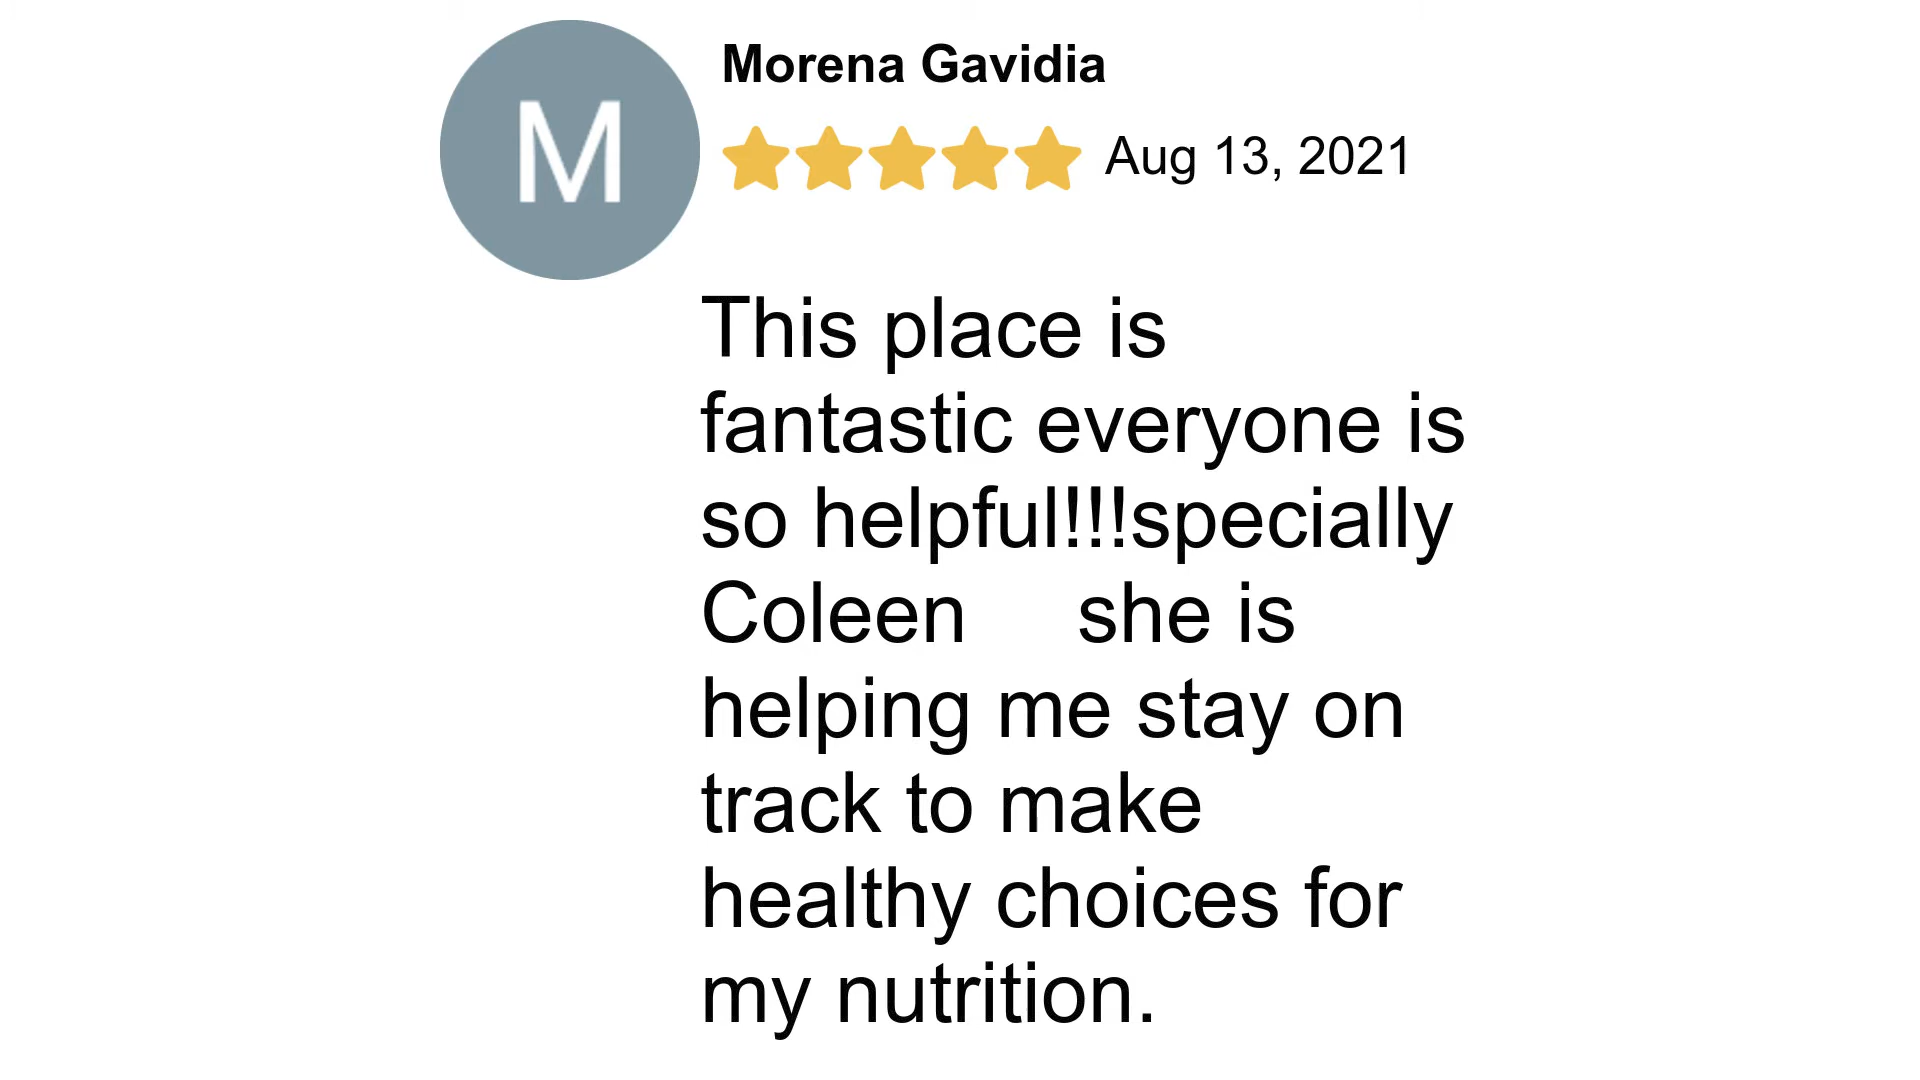 M
Morena Gavidia
Aug 13, 2021
This place is
fantastic everyone is
so helpful!!!specially
Coleen she is
helping me stay on
track to make
healthy choices for
my nutrition.